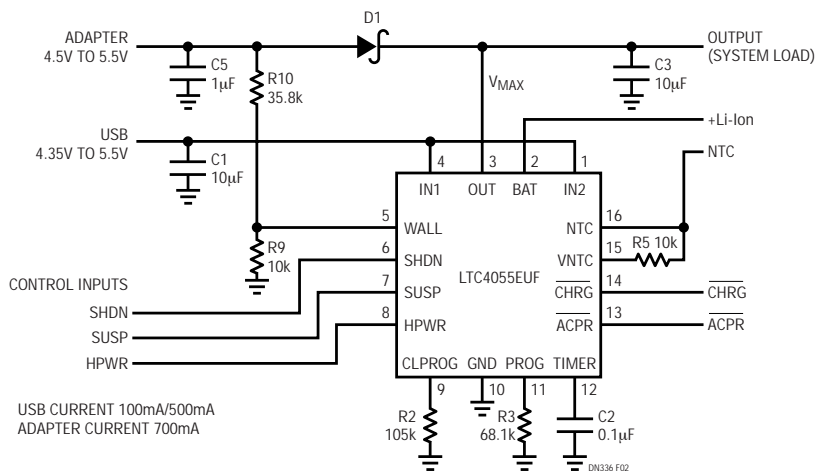 D1
ADAPTER
4.5V TO 5.5V
OUTPUT
(SYSTEM LOAD)
C5
1µF
R10
35.8k
VMAX
C3
10µF
+Li-Ion
USB
4.35V TO 5.5V
NTC
C1
10µF
4
3
2
1
IN1
OUT
BAT
IN2
5
WALL
NTC
16
R9
10k
6
SHDN
VNTC
15
R5 10k
CONTROL INPUTS
LTC4055EUF
7
SUSP
CHRG
14
CHRG
SHDN
8
HPWR
ACPR
13
ACPR
SUSP
HPWR
CLPROG
GND
PROG
TIMER
9
10
11
12
USB CURRENT 100mA/500mA
ADAPTER CURRENT 700mA
R2
105k
R3
68.1k
C2
0.1µF
DN336 F02